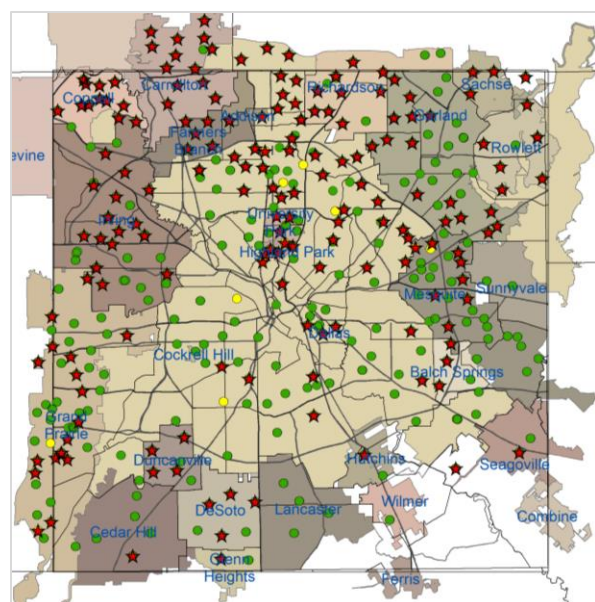 Sachse
Carrollton
Richardson
Coppell
Addison
Garland
Farmers
Branch
Rowlett
evine
Irving
University
Park
Highland Park
Sunnyvale
Mesquite
Dallas
Cockrell Hill
Balch Springs
Grand
Prairie
Duncanville
Hutchins
Seagoville
Wilmer
DeSoto
Lancaster
Combine
Cedar Hill
Glenn
Heights
Ferris